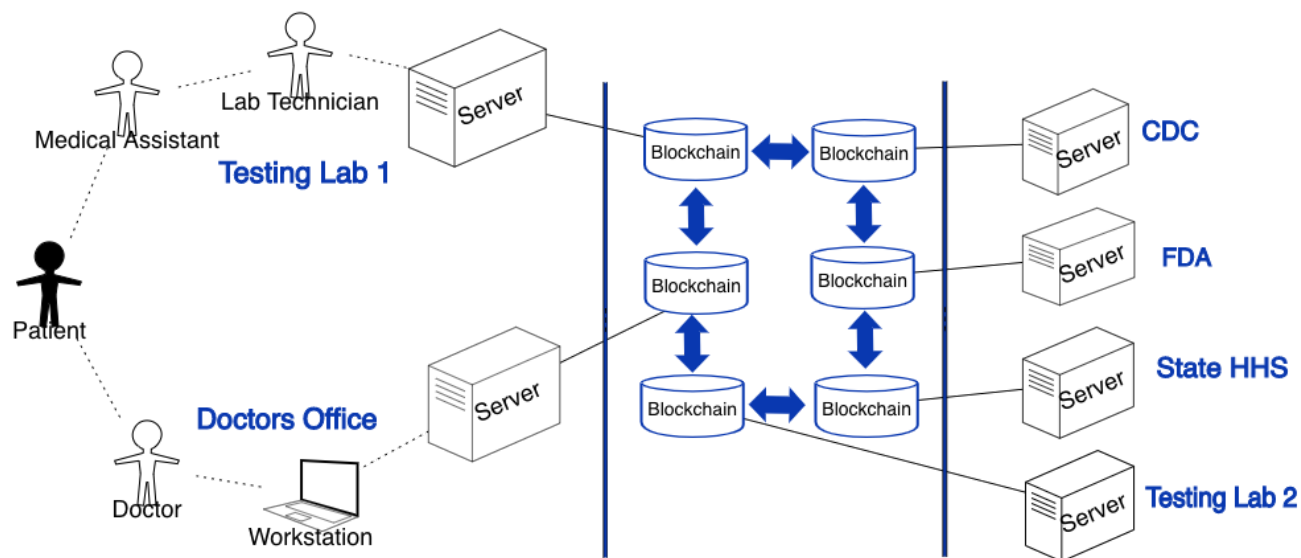 Lab Technician
Server
Medical Assistant
Testing Lab 1
Patient
Doctors Office
Server
Doctor
Workstation
Blockchain
Blockchain
Blockchain
Blockchain
Blockchain
Blockchain
Server
CDC
Server
FDA
Server
State HHS
Server
Testing Lab 2